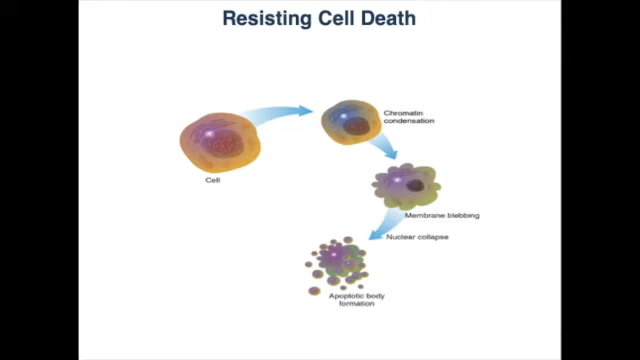 Resisting Cell Death
Chromatin
condensation
Cell
Membrane blebbing
Nuclear collapse
Apoptotic body
formation